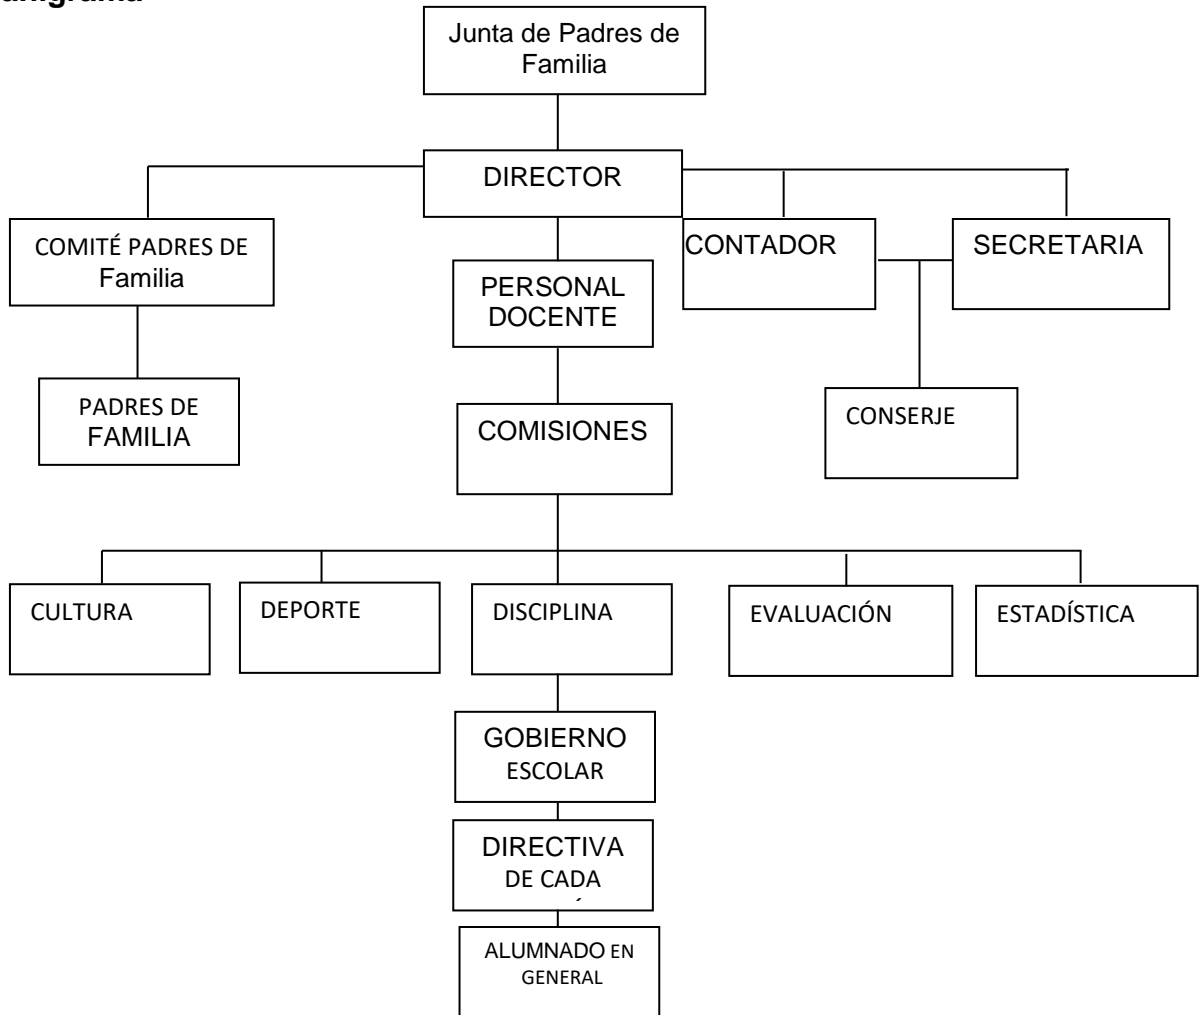 Junta de Padres de
Familia
DIRECTOR
COMITÉ PADRES DE
Familia
CONTADOR
SECRETARIA
PERSONAL
DOCENTE
PADRES DE
FAMILIA
COMISIONES
CONSERJE
CULTURA
DEPORTE
DISCIPLINA
EVALUACIÓN
ESTADÍSTICA
GOBIERNO
ESCOLAR
DIRECTIVA
DE CADA
ALUMNADO EN
GENERAL